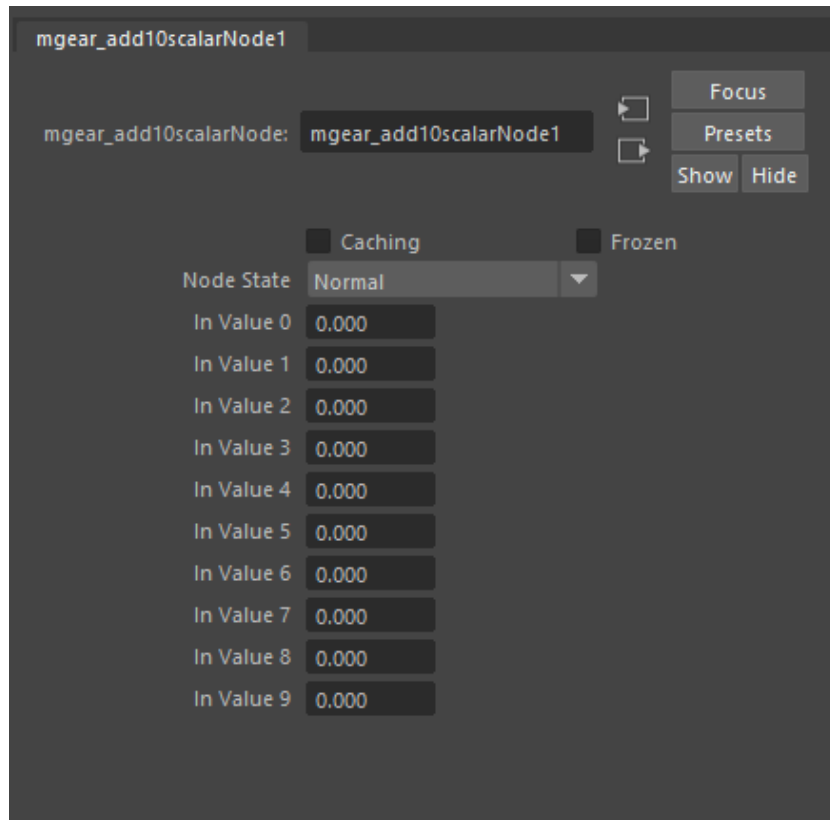 mgear_add10scalarNode1
Focus
mgear_add10scalarNode: mgear_add10scalarNode1 Presets
Show Hide
Caching Frozen
Node State Normal
In Value 0 0.000
In Value 1 0.000
In Value 2 0.000
In Value 3 0.000
In Value 4 0.000
In Value 5 0.000
In Value 6 0.000
In Value 7 0.000
In Value 8 0.000
In Value 9 0.000